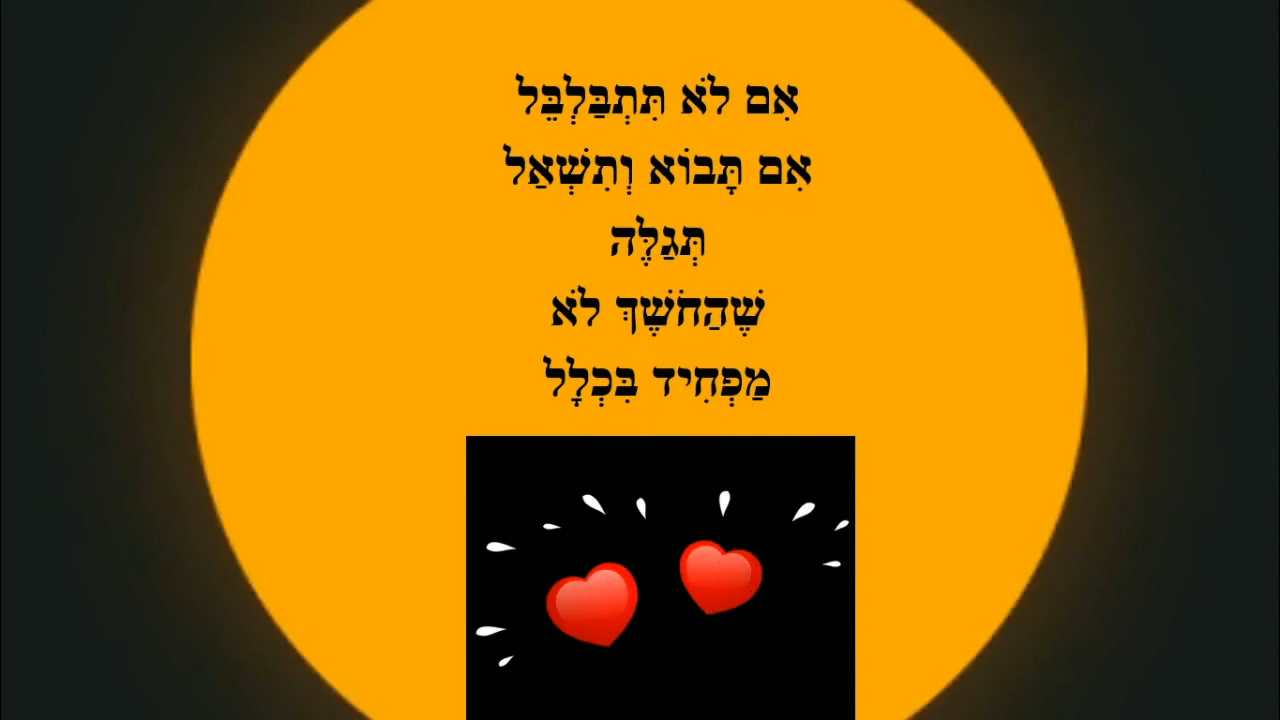 אִם לֹא תִּתְבַּלְבֵּל
אִם תָּבוֹא וְתִשְׁאַל
תְּגַלֶּה
שֶׁהַחֹשֶׁךְ לֹא
מַפְחִיד בִּכְלָל